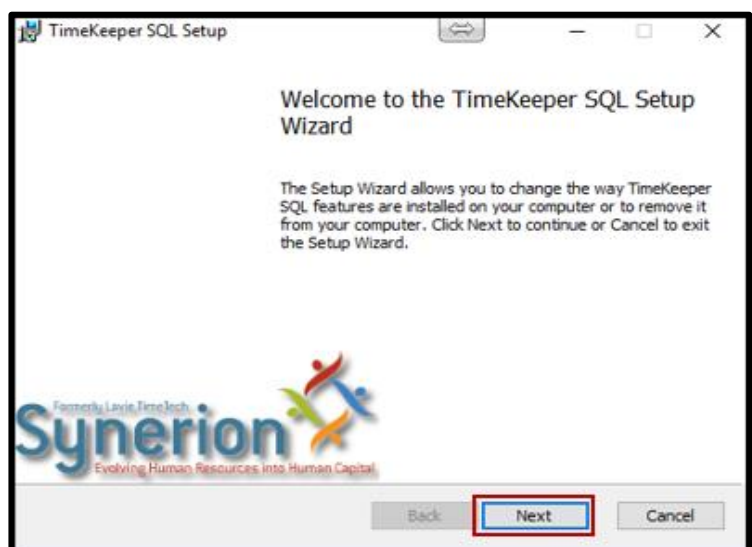 TimeKeeper SQL Setup
Welcome to the TimeKeeper SQL Setup
Wizard
The Setup Wizard allows you to change the way TimeKeeper
SQL features are installed on your computer or to remove it
from your computer. Click Next to continue or Cancel to exit
the Setup Wizard.
Formerly Lavie TimeTech
Synerion
Evolving Human Resources into Human Capital
Back Next Cancel